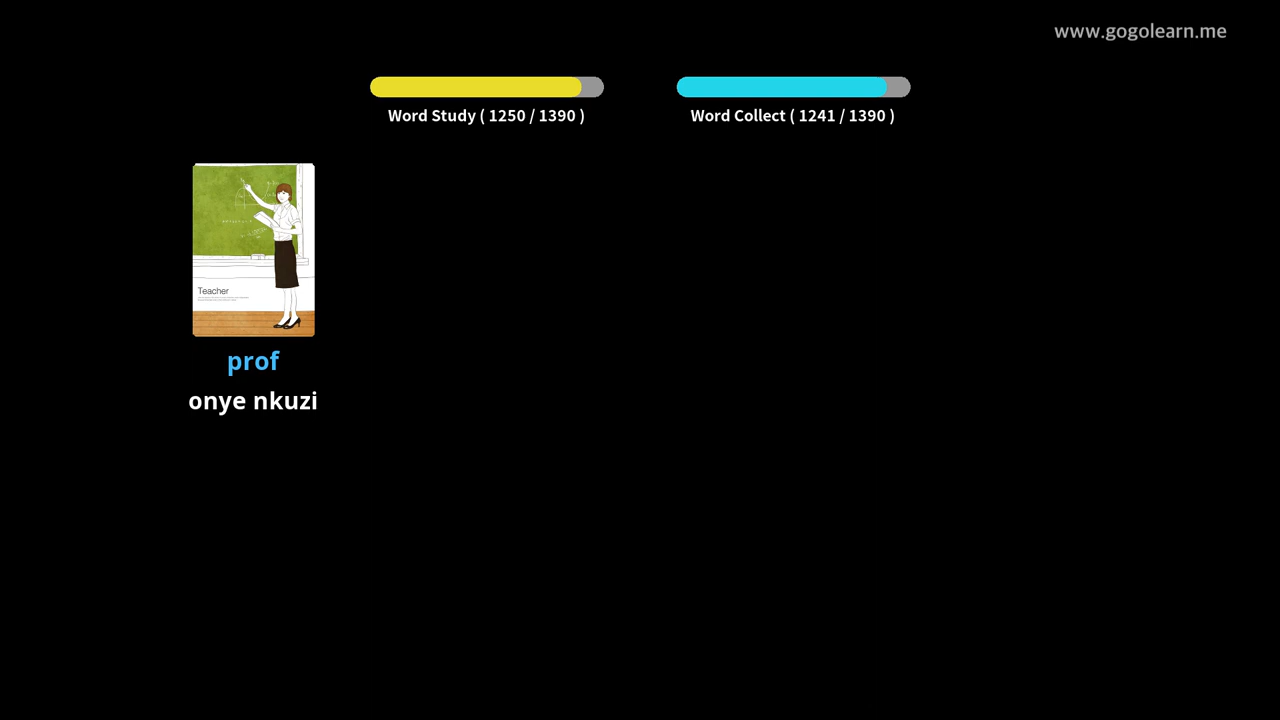 www.gogolearn.me
Word Study ( 1250 / 1390 )
Word Collect ( 1241 / 1390 )
Teacher
prof
onye nkuzi